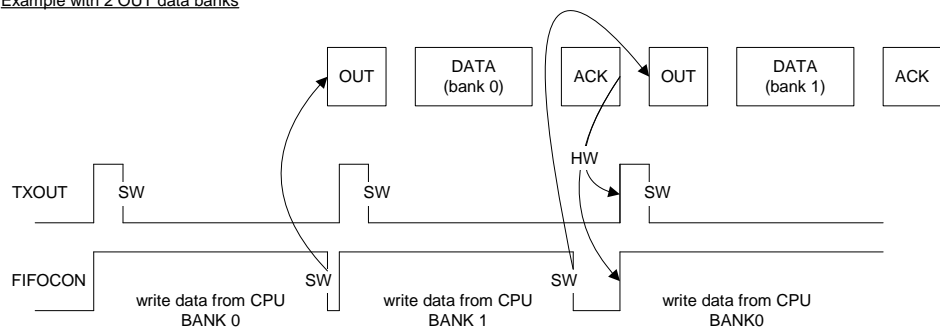 Example with 2 OUT data banks
OUT
DATA
(bank 0)
ACK
OUT
DATA
(bank 1)
ACK
HW
TXOUT
SW
SW
SW
FIFOCON
SW
SW
write data from CPU
BANK 0
write data from CPU
BANK 1
write data from CPU
BANK0